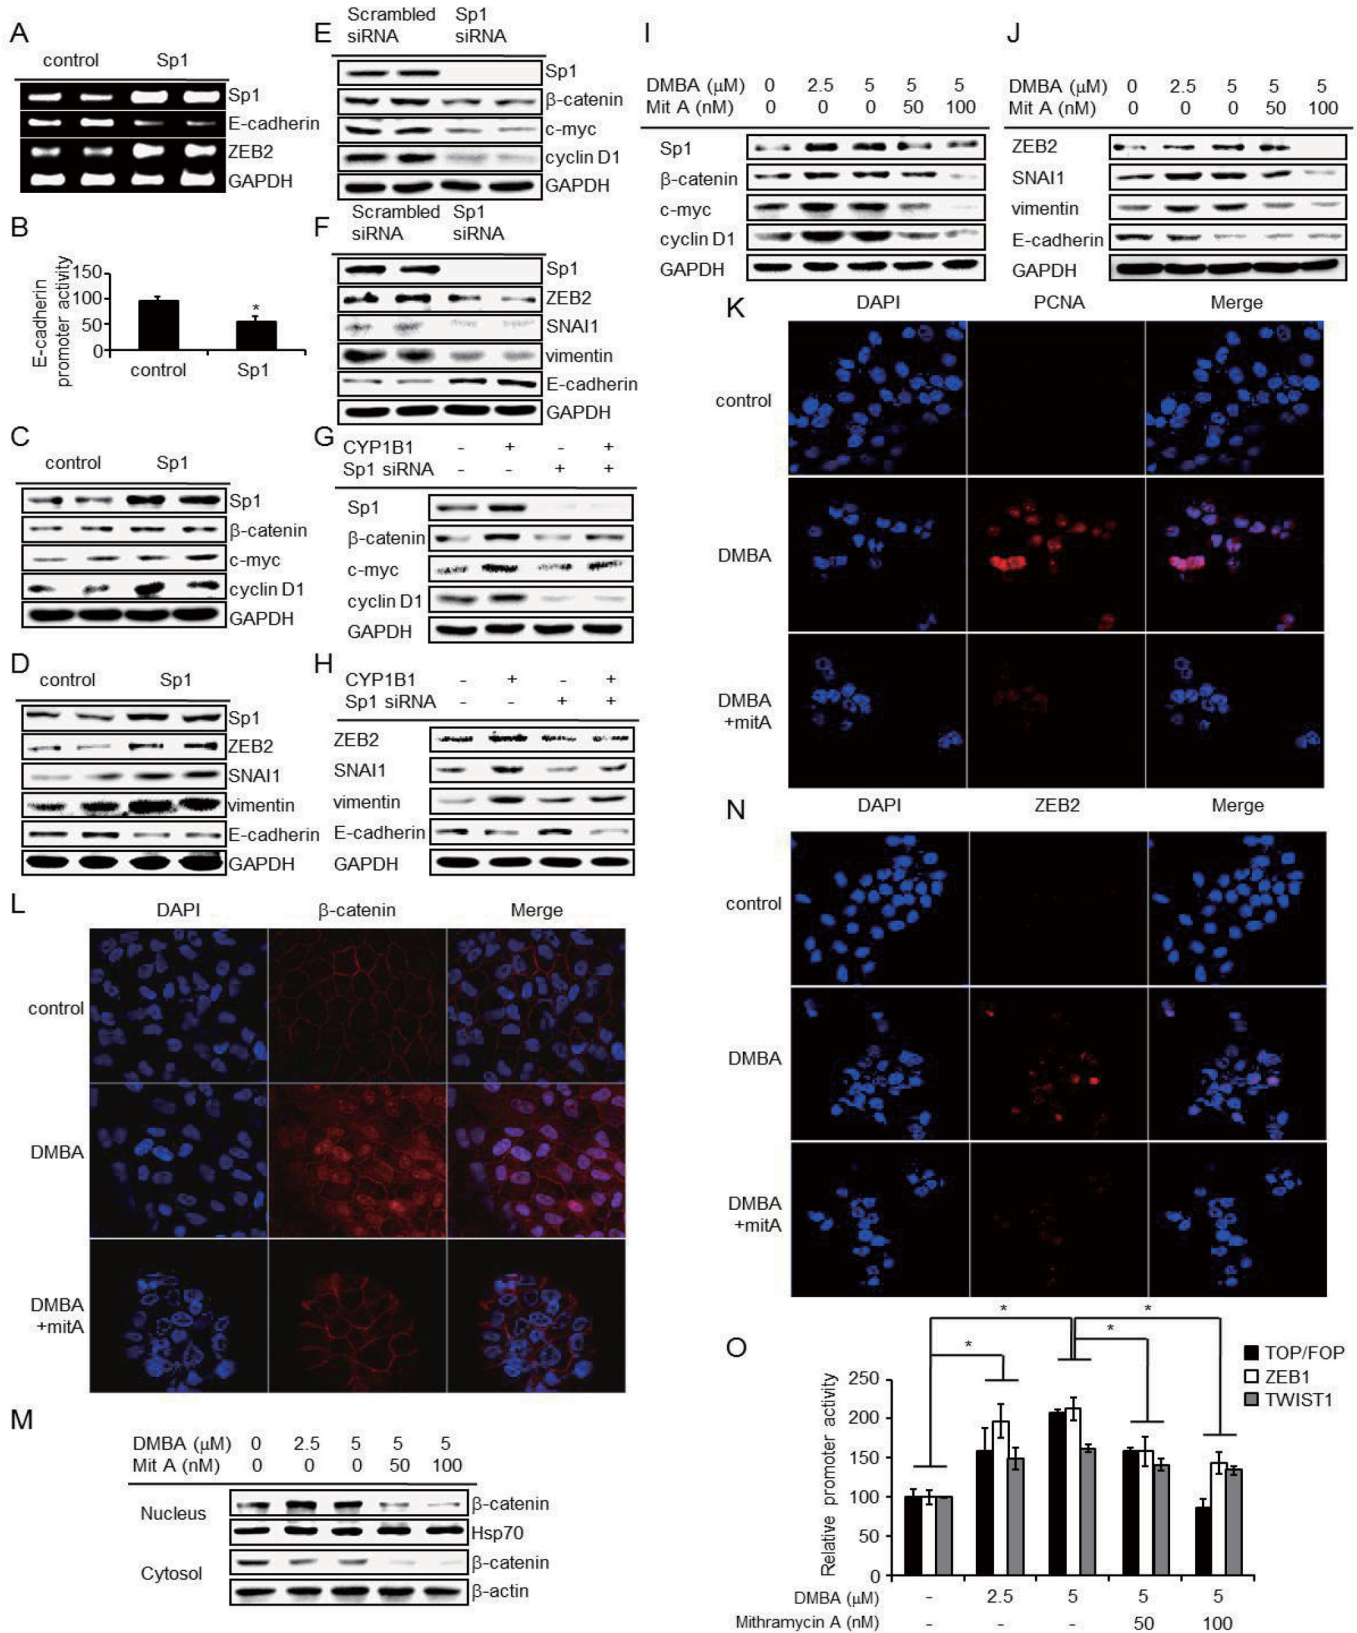 A
control Sp1
Sp1
E-cadherin
ZEB2
GAPDH
B
E-cadherin
promoter activity
150
100
50
0
*
control Sp1
C
control Sp1
Sp1
β-catenin
c-myc
cyclin D1
GAPDH
D
control Sp1
Sp1
ZEB2
SNAI1
vimentin
E-cadherin
GAPDH
E
Scrambled Sp1
siRNA siRNA
Sp1
β-catenin
c-myc
cyclin D1
GAPDH
F
Scrambled Sp1
siRNA siRNA
Sp1
ZEB2
SNAI1
vimentin
E-cadherin
GAPDH
G
CYP1B1 - + - +
Sp1 siRNA - - + +
Sp1
β-catenin
c-myc
cyclin D1
GAPDH
H
CYP1B1 - + - +
Sp1 siRNA - - + +
ZEB2
SNAI1
vimentin
E-cadherin
GAPDH
I
DMBA (μM) 0 2.5 5 5 5
Mit A (nM) 0 0 0 50 100
Sp1
β-catenin
c-myc
cyclin D1
GAPDH
J
DMBA (μM) 0 2.5 5 5 5
Mit A (nM) 0 0 0 50 100
ZEB2
SNAI1
vimentin
E-cadherin
GAPDH
K
DAPI PCNA Merge
control
DMBA
DMBA
+mitA
L
DAPI β-catenin Merge
control
DMBA
DMBA
+mitA
M
DMBA (μM) 0 2.5 5 5 5
Mit A (nM) 0 0 0 50 100
Nucleus
β-catenin
Hsp70
Cytosol
β-catenin
β-actin
N
DAPI ZEB2 Merge
control
DMBA
DMBA
+mitA
O
* *
* *
TOP/FOP
ZEB1
TWIST1
Relative promoter activity
250
200
150
100
50
0
DMBA (μM) - 2.5 5 5 5
Mithramycin A (nM) - - - 50 100